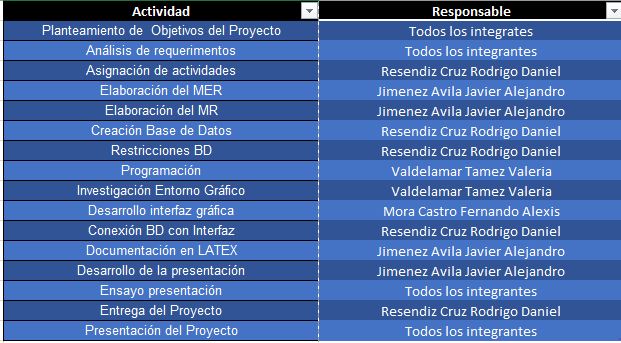 Actividad Responsable
Planteamiento de Objetivos del Proyecto Todos los integrates
Análisis de requerimentos Todos los integrates
Asignación de actividades Resendiz Cruz Rodrigo Daniel
Elaboración del MER Jimenez Avila Javier Alejandro
Elaboración del MR Jimenez Avila Javier Alejandro
Creación Base de Datos Resendiz Cruz Rodrigo Daniel
Restricciones BD Resendiz Cruz Rodrigo Daniel
Programación Valdelamar Tamez Valeria
Investigación Entorno Gráfico Valdelamar Tamez Valeria
Desarrollo interfaz gráfica Mora Castro Fernando Alexis
Conexión BD con Interfaz Resendiz Cruz Rodrigo Daniel
Documentación en LATEX Jimenez Avila Javier Alejandro
Desarrollo de la presentación Jimenez Avila Javier Alejandro
Ensayo presentación Todos los integrantes
Entrega del Proyecto Resendiz Cruz Rodrigo Daniel
Presentación del Proyecto Todos los integrantes